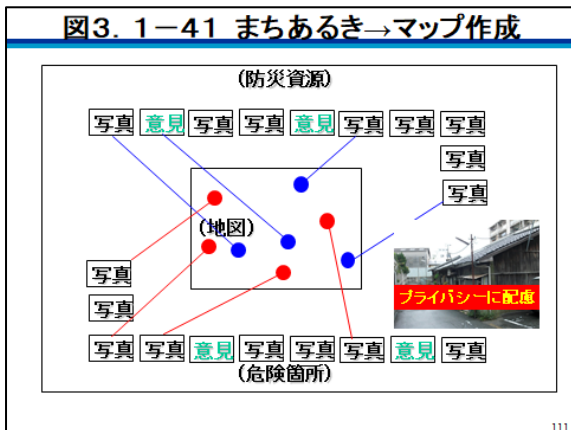 図3.1-41 まちあるき→マップ作成
(防災資源)
写真 意見 写真 写真 意見 写真 写真 写真
写真
写真
(地図)
写真
プライバシーに配慮
写真
写真 写真 意見 写真 写真 写真 意見 写真
(危険箇所)
111